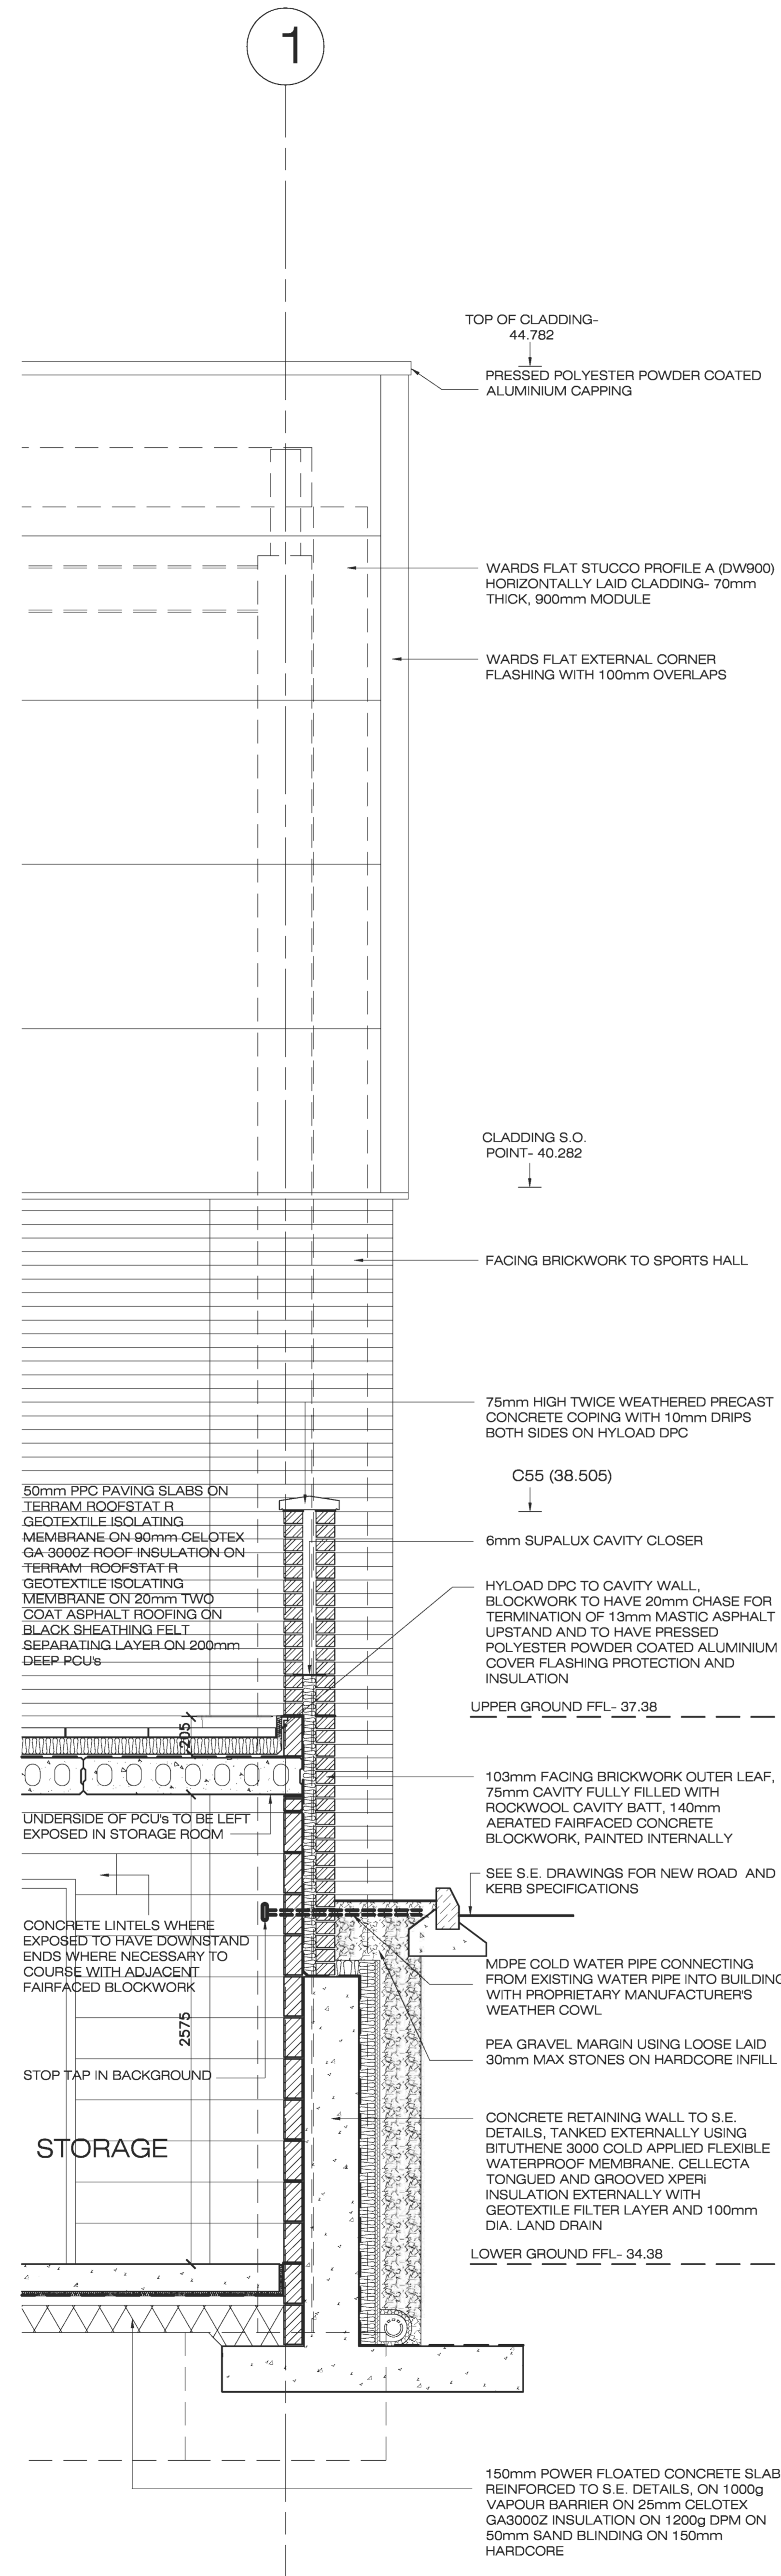 1
TOP OF CLADDING-
44.782
PRESSED POLYESTER POWDER COATED
ALUMINIUM CAPPING
WARDS FLAT STUCCO PROFILE A (DW900)
HORIZONTALLY LAID CLADDING- 70mm
THICK, 900mm MODULE
WARDS FLAT EXTERNAL CORNER
FLASHING WITH 100mm OVERLAPS
CLADDING S.O.
POINT- 40.282
FACING BRICKWORK TO SPORTS HALL
75mm HIGH TWICE WEATHERED PRECAST
CONCRETE COPING WITH 10mm DRIPS
BOTH SIDES ON HYLOAD DPC
C55 (38.505)
50mm PPC PAVING SLABS ON
TERRAM ROOFSTAT R
GEOTEXTILE ISOLATING
MEMBRANE ON 90mm CELOTEX
GA 3000Z ROOF INSULATION ON
TERRAM ROOFSTAT R
GEOTEXTILE ISOLATING
MEMBRANE ON 20mm TWO
COAT ASPHALT ROOFING ON
BLACK SHEATHING FELT
SEPARATING LAYER ON 200mm
DEEP PCU's
6mm SUPALUX CAVITY CLOSER
HYLOAD DPC TO CAVITY WALL,
BLOCKWORK TO HAVE 20mm CHASE FOR
TERMINATION OF 13mm MASTIC ASPHALT
UPSTAND AND TO HAVE PRESSED
POLYESTER POWDER COATED ALUMINIUM
COVER FLASHING PROTECTION AND
INSULATION
UPPER GROUND FFL- 37.38
205
103mm FACING BRICKWORK OUTER LEAF,
75mm CAVITY FULLY FILLED WITH
ROCKWOOL CAVITY BATT, 140mm
AERATED FAIRFACED CONCRETE
BLOCKWORK, PAINTED INTERNALLY
UNDERSIDE OF PCU's TO BE LEFT
EXPOSED IN STORAGE ROOM
SEE S.E. DRAWINGS FOR NEW ROAD AND
KERB SPECIFICATIONS
CONCRETE LINTELS WHERE
EXPOSED TO HAVE DOWNSTAND
ENDS WHERE NECESSARY TO
COURSE WITH ADJACENT
FAIRFACED BLOCKWORK
MDPE COLD WATER PIPE CONNECTING
FROM EXISTING WATER PIPE INTO BUILDING
WITH PROPRIETARY MANUFACTURER'S
WEATHER COWL
2575
PEA GRAVEL MARGIN USING LOOSE LAID
30mm MAX STONES ON HARDCORE INFILL
STOP TAP IN BACKGROUND
CONCRETE RETAINING WALL TO S.E.
DETAILS, TANKED EXTERNALLY USING
BITUTHENE 3000 COLD APPLIED FLEXIBLE
WATERPROOF MEMBRANE. CELLECTA
TONGUED AND GROOVED XPERi
INSULATION EXTERNALLY WITH
GEOTEXTILE FILTER LAYER AND 100mm
DIA. LAND DRAIN
STORAGE
LOWER GROUND FFL- 34.38
150mm POWER FLOATED CONCRETE SLAB
REINFORCED TO S.E. DETAILS, ON 1000g
VAPOUR BARRIER ON 25mm CELOTEX
GA3000Z INSULATION ON 1200g DPM ON
50mm SAND BLINDING ON 150mm
HARDCORE